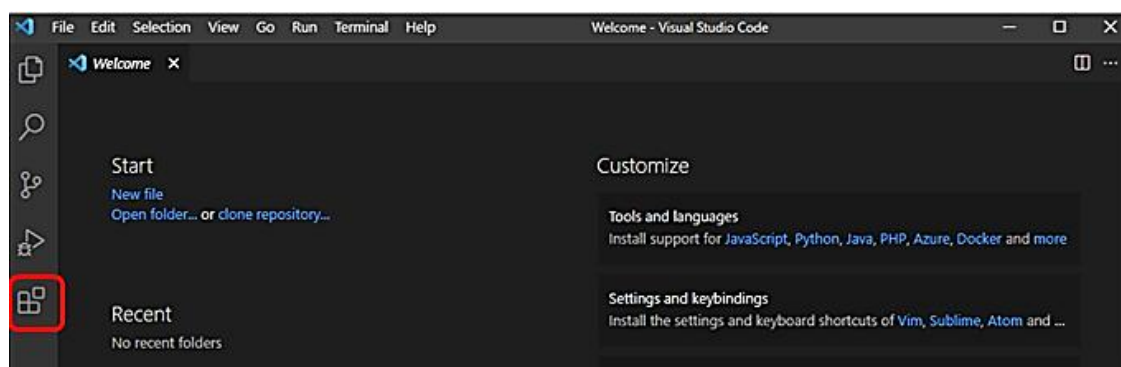 File Edit Selection View Go Run Terminal Help Welcome - Visual Studio Code
Welcome
Start
New file
Open folder... or clone repository...
Recent
No recent folders
Customize
Tools and languages
Install support for JavaScript, Python, Java, PHP, Azure, Docker and more
Settings and keybindings
Install the settings and keyboard shortcuts of Vim, Sublime, Atom and ...